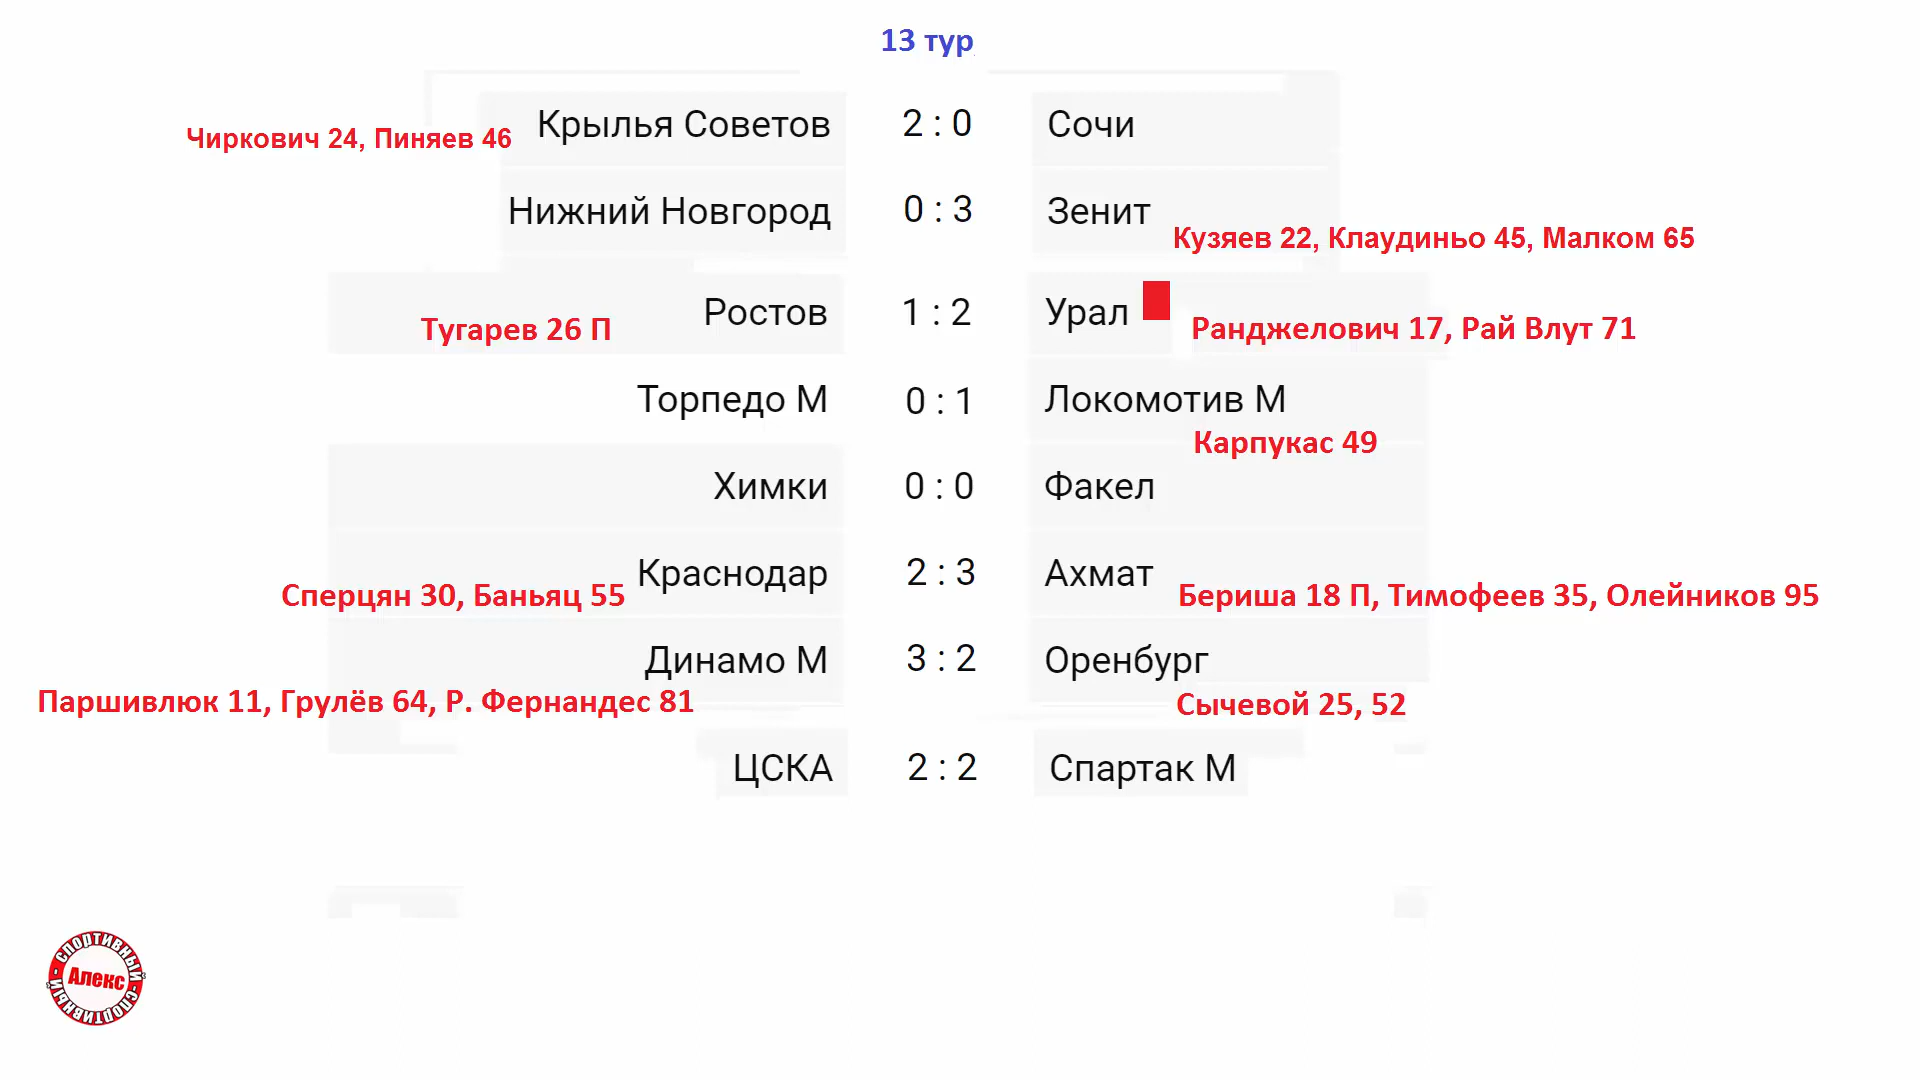 13 тур
Чиркович 24, Пиняев 46 Крылья Советов 2 : 0 Сочи
Нижний Новгород 0 : 3 Зенит
Кузяев 22, Клаудиньо 45, Малком 65
Ростов 1 : 2 Урал
Тугарев 26 П Ранджелович 17, Рай Влут 71
Торпедо М 0 : 1 Локомотив М
Карпукас 49
Химки 0 : 0 Факел
Краснодар 2 : 3 Ахмат
Сперцян 30, Баньяц 55 Бериша 18 П, Тимофеев 35, Олейников 95
Динамо М 3 : 2 Оренбург
Паршивлюк 11, Грулёв 64, Р. Фернандес 81 Сычевой 25, 52
ЦСКА 2 : 2 Спартак М
СПОРТИВНЫЙ
Алекс
СПОРТИВНЫЙ